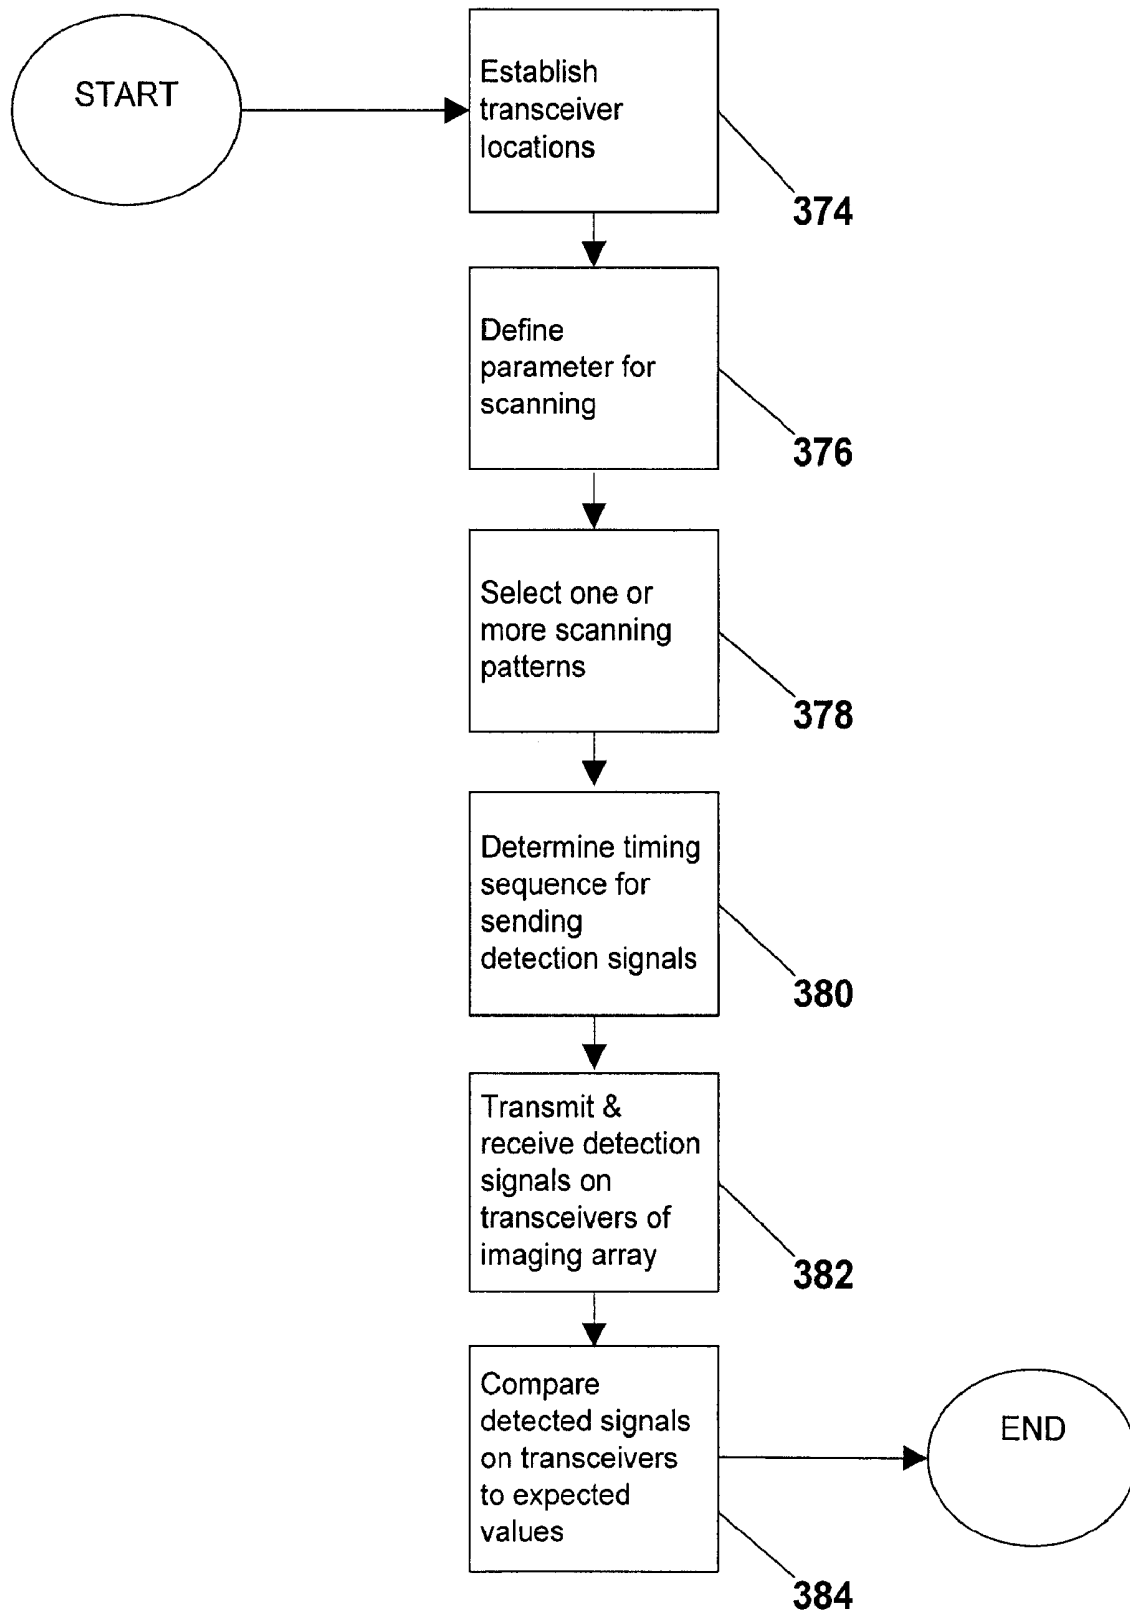 START
Establish
transceiver
locations
374
Define
parameter for
scanning
376
Select one or
more scanning
patterns
378
Determine timing
sequence for
sending
detection signals
380
Transmit &
receive detection
signals on
transceivers of
imaging array
382
Compare
detected signals
on transceivers
to expected
values
384
END